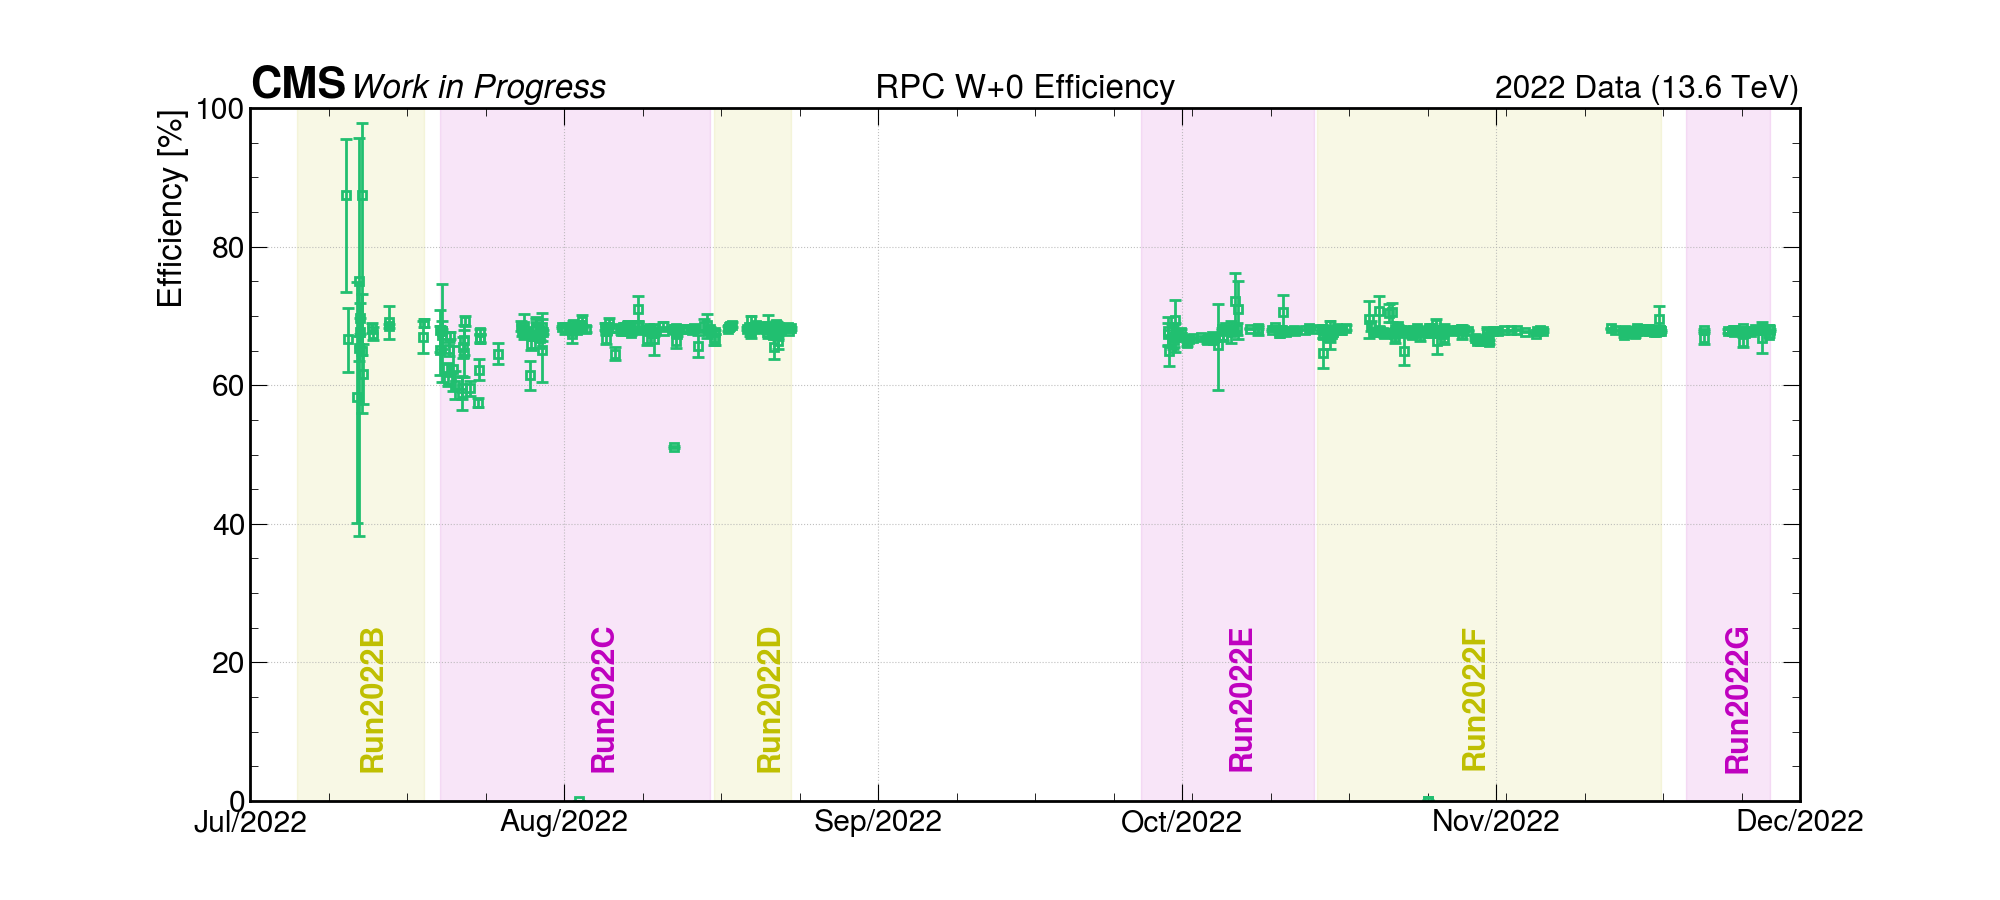 CMS Work in Progress RPC W+0 Efficiency 2022 Data (13.6 TeV)
Efficiency [%]
100
80
60
40
20
0
Run2022B Run2022C Run2022D Run2022E Run2022F Run2022G
Jul/2022 Aug/2022 Sep/2022 Oct/2022 Nov/2022 Dec/2022